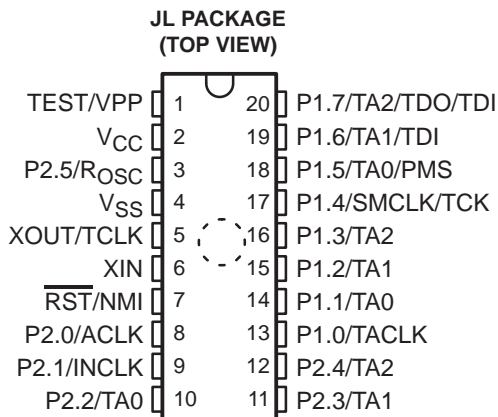 JL PACKAGE
(TOP VIEW)
TEST/VPP 1 20 P1.7/TA2/TDO/TDI
VCC 2 19 P1.6/TA1/TDI
P2.5/ROSC 3 18 P1.5/TA0/PMS
VSS 4 17 P1.4/SMCLK/TCK
XOUT/TCLK 5 16 P1.3/TA2
XIN 6 15 P1.2/TA1
R̅S̅T̅/NMI 7 14 P1.1/TA0
P2.0/ACLK 8 13 P1.0/TACLK
P2.1/INCLK 9 12 P2.4/TA2
P2.2/TA0 10 11 P2.3/TA1